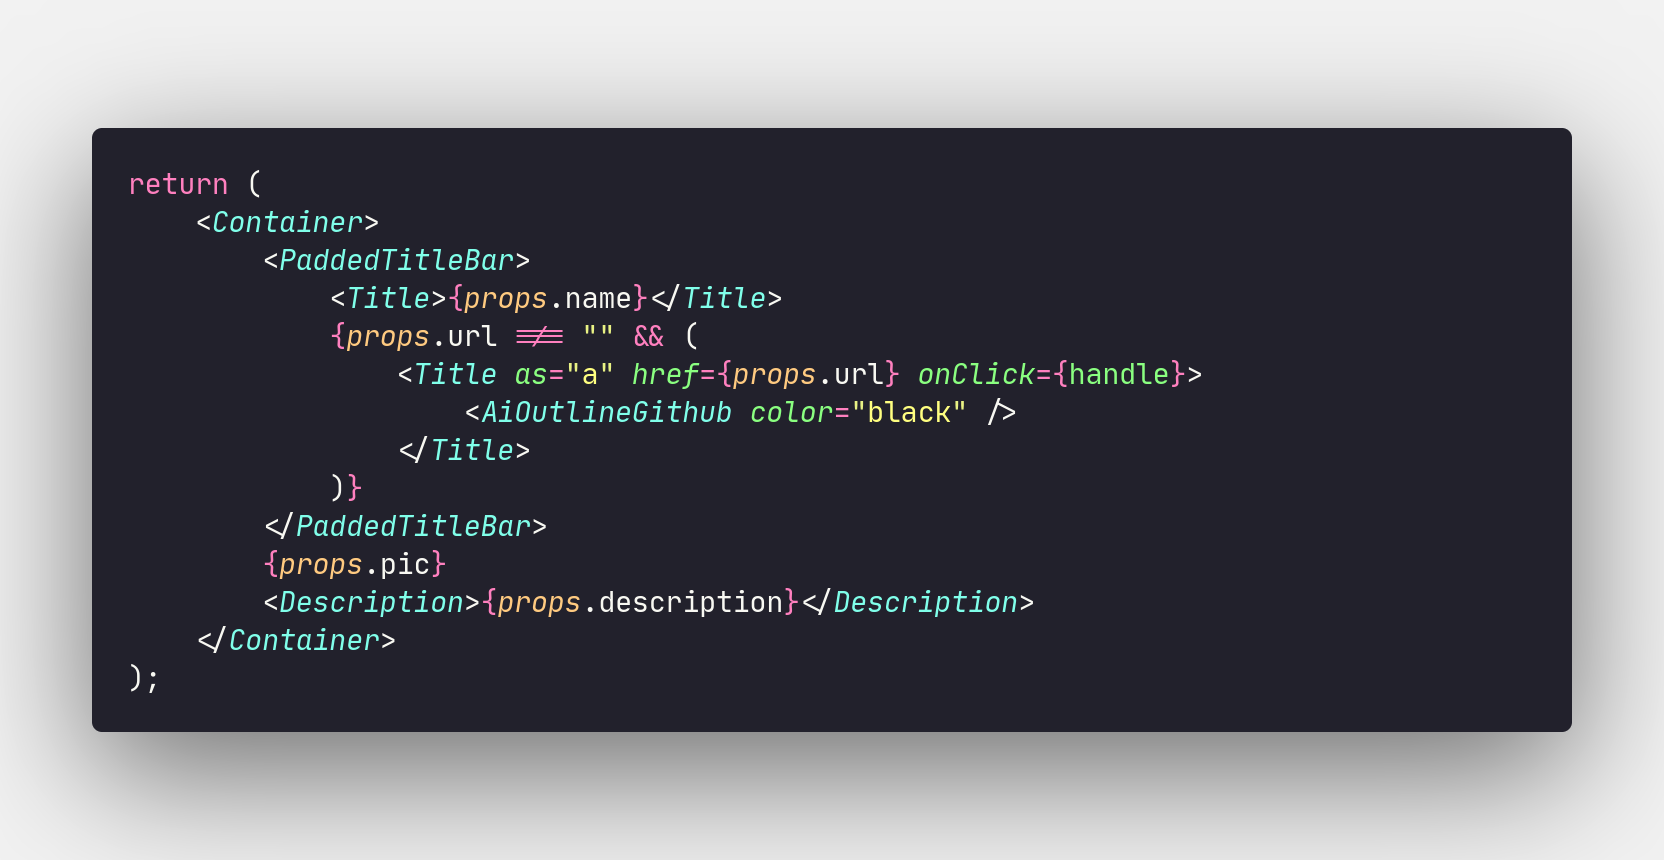 return (
    <Container>
        <PaddedTitleBar>
            <Title>{props.name}</Title>
            {props.url !== "" && (
                <Title as="a" href={props.url} onClick={handle}>
                    <AiOutlineGithub color="black" />
                </Title>
            )}
        </PaddedTitleBar>
        {props.pic}
        <Description>{props.description}</Description>
    </Container>
);